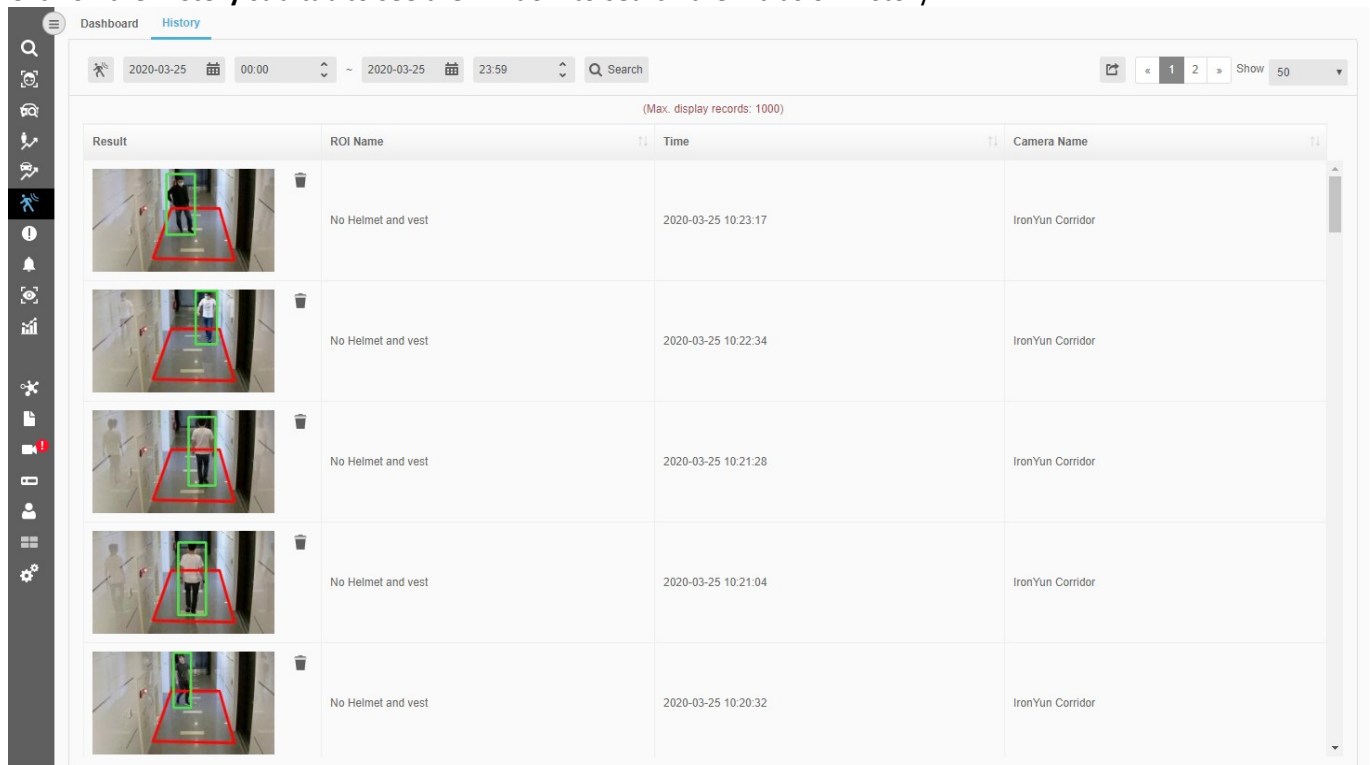 Dashboard History
2020-03-25 00:00 ~ 2020-03-25 23:59 Search « 1 2 » Show 50
(Max. display records: 1000)
Result ROI Name Time Camera Name
No Helmet and vest 2020-03-25 10:23:17 IronYun Corridor
No Helmet and vest 2020-03-25 10:22:34 IronYun Corridor
No Helmet and vest 2020-03-25 10:21:28 IronYun Corridor
No Helmet and vest 2020-03-25 10:21:04 IronYun Corridor
No Helmet and vest 2020-03-25 10:20:32 IronYun Corridor